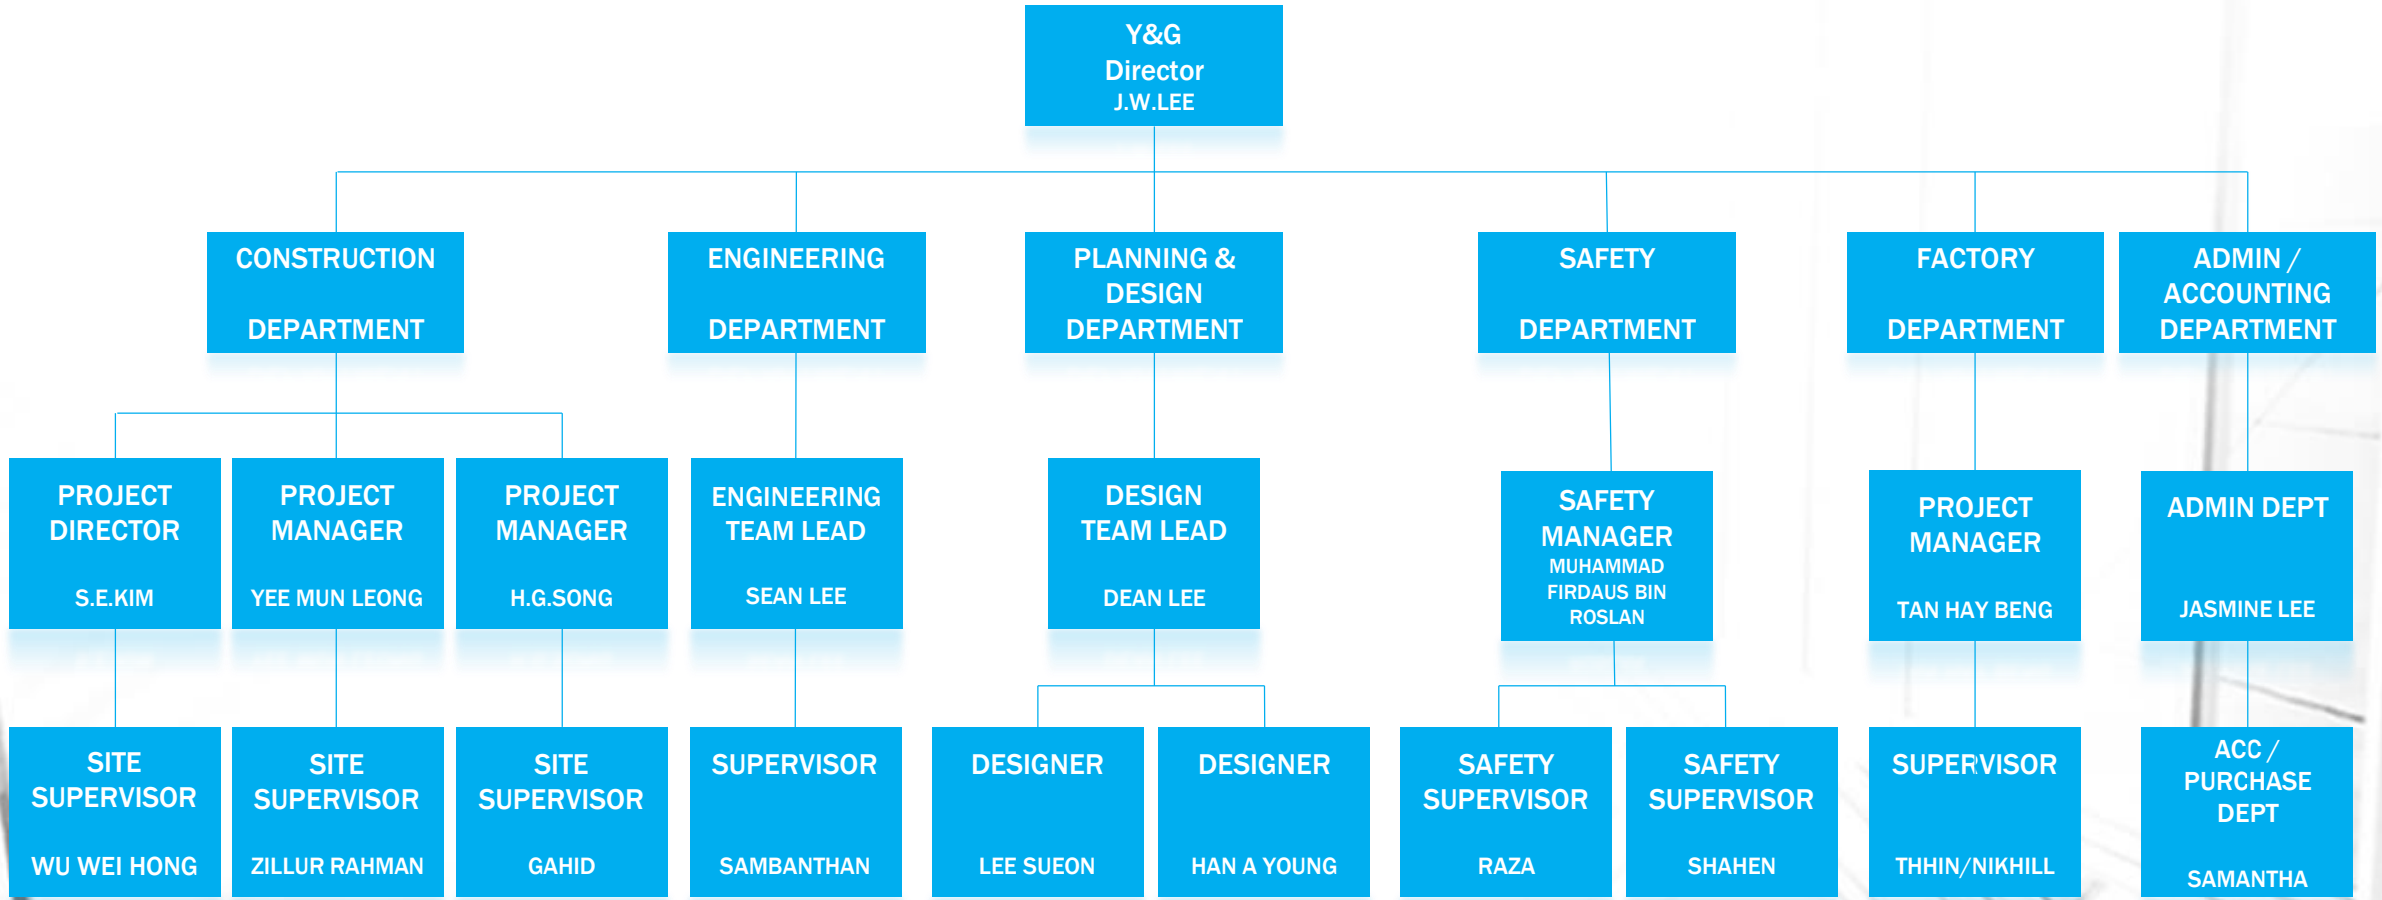 Y&G
Director
J.W.LEE
CONSTRUCTION
DEPARTMENT
ENGINEERING
DEPARTMENT
PLANNING &
DESIGN
DEPARTMENT
SAFETY
DEPARTMENT
FACTORY
DEPARTMENT
ADMIN /
ACCOUNTING
DEPARTMENT
PROJECT
DIRECTOR
S.E.KIM
PROJECT
MANAGER
YEE MUN LEONG
PROJECT
MANAGER
H.G.SONG
ENGINEERING
TEAM LEAD
SEAN LEE
DESIGN
TEAM LEAD
DEAN LEE
SAFETY
MANAGER
MUHAMMAD
FIRDAUS BIN
ROSLAN
PROJECT
MANAGER
TAN HAY BENG
ADMIN DEPT
JASMINE LEE
SITE
SUPERVISOR
WU WEI HONG
SITE
SUPERVISOR
ZILLUR RAHMAN
SITE
SUPERVISOR
GAHID
SUPERVISOR
SAMBANTHAN
DESIGNER
LEE SUEON
DESIGNER
HAN A YOUNG
SAFETY
SUPERVISOR
RAZA
SAFETY
SUPERVISOR
SHAHEN
SUPERVISOR
THHIN/NIKHILL
ACC /
PURCHASE
DEPT
SAMANTHA